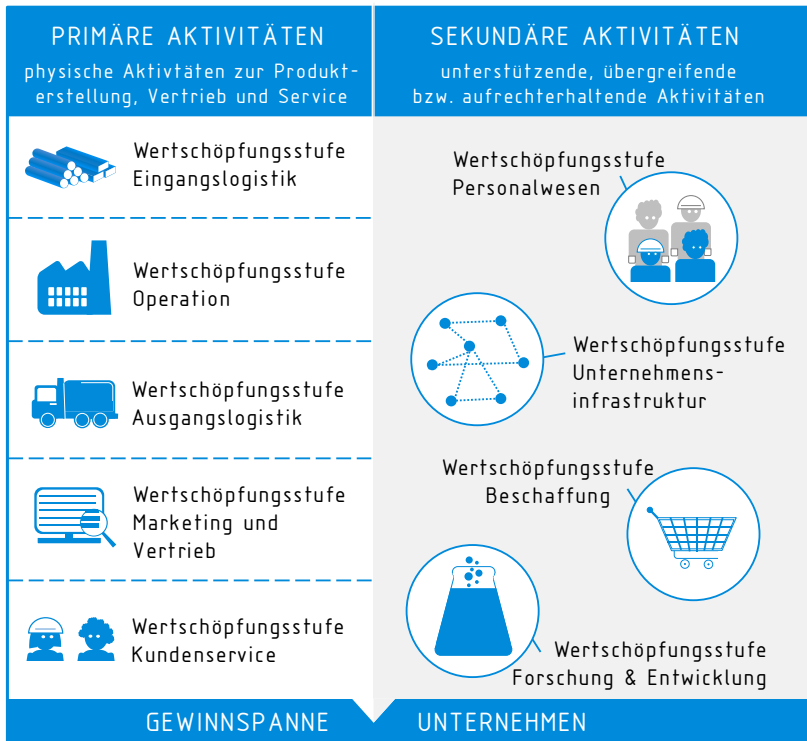 PRIMÄRE AKTIVITÄTEN
physische Aktivtäten zur Produkt-
erstellung, Vertrieb und Service
Wertschöpfungsstufe
Eingangslogistik
Wertschöpfungsstufe
Operation
Wertschöpfungsstufe
Ausgangslogistik
Wertschöpfungsstufe
Marketing und
Vertrieb
Wertschöpfungsstufe
Kundenservice
SEKUNDÄRE AKTIVITÄTEN
unterstützende, übergreifende
bzw. aufrechterhaltende Aktivitäten
Wertschöpfungsstufe
Personalwesen
Wertschöpfungsstufe
Unternehmens-
infrastruktur
Wertschöpfungsstufe
Beschaffung
Wertschöpfungsstufe
Forschung & Entwicklung
GEWINNSPANNE
UNTERNEHMEN